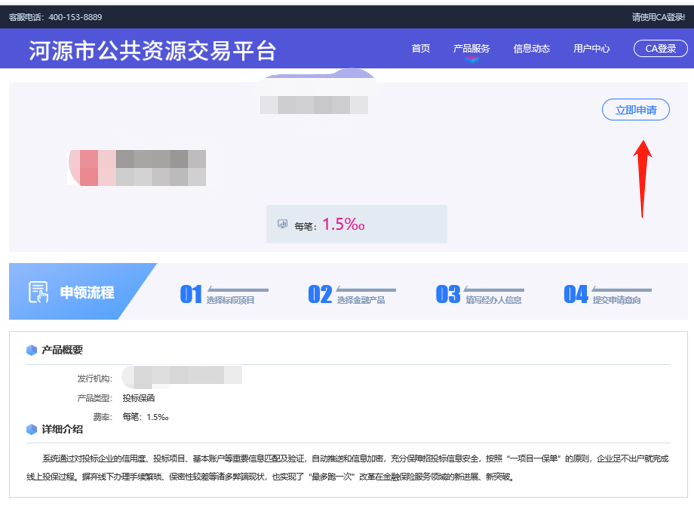 客服电话：400-153-8889
请使用CA登录!
河源市公共资源交易平台
首页
产品服务
信息动态
用户中心
CA登录
立即申请
每笔：1.5‰
申领流程
01 选择标段项目
02 选择金融产品
03 填写经办人信息
04 提交申请意向
产品概要
发行机构：
产品类型： 投标保函
费率： 每笔：1.5‰
详细介绍
系统通过对投标企业的信用度、投标项目、基本账户等重要信息匹配及验证，自动推送和信息加密，充分保障招投标信息安全，按照“一项目一保单”的原则，企业足不出户就完成
线上投保过程。摒弃线下办理手续繁琐、保密性较差等诸多弊端现状，也实现了“最多跑一次”改革在金融保险服务领域的新进展、新突破。